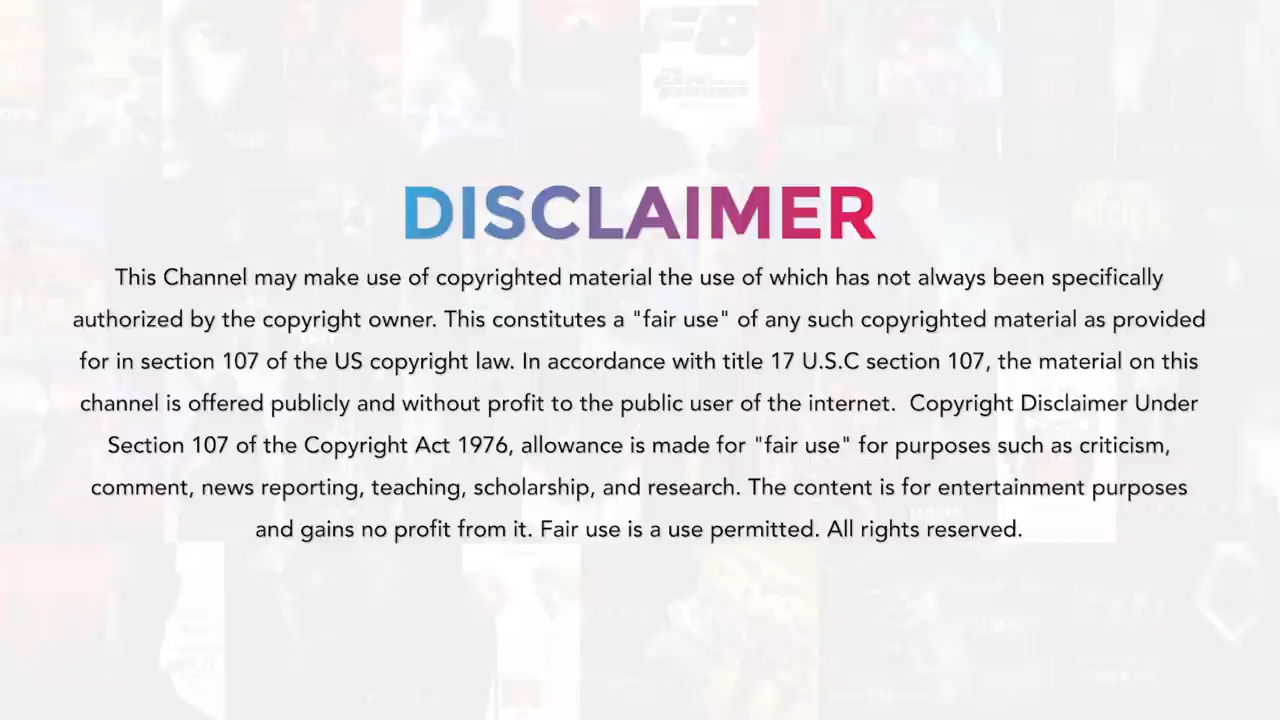 F8
DISCLAIMER
This Channel may make use of copyrighted material the use of which has not always been specifically
authorized by the copyright owner. This constitutes a "fair use" of any such copyrighted material as provided
for in section 107 of the US copyright law. In accordance with title 17 U.S.C section 107, the material on this
channel is offered publicly and without profit to the public user of the internet.  Copyright Disclaimer Under
Section 107 of the Copyright Act 1976, allowance is made for "fair use" for purposes such as criticism,
comment, news reporting, teaching, scholarship, and research. The content is for entertainment purposes
and gains no profit from it. Fair use is a use permitted. All rights reserved.